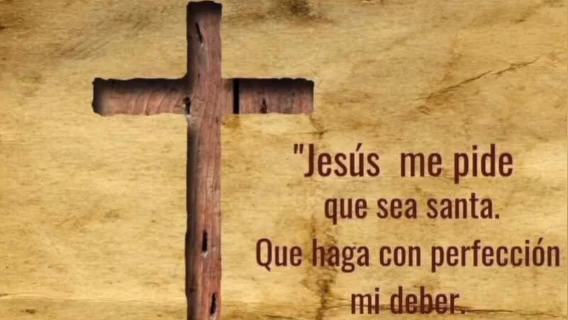 "Jesús me pide
que sea santa.
Que haga con perfección
mi deber.